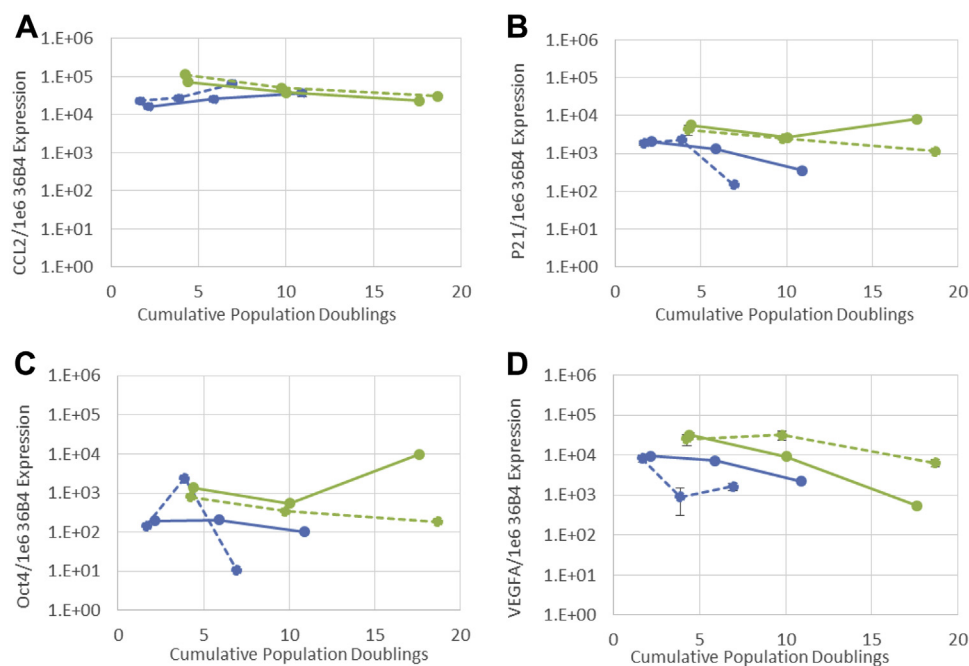 A
CCL2/1e6 36B4 Expression
1.E+06
1.E+05
1.E+04
1.E+03
1.E+02
1.E+01
1.E+00
0 5 10 15 20
Cumulative Population Doublings
B
P21/1e6 36B4 Expression
1.E+06
1.E+05
1.E+04
1.E+03
1.E+02
1.E+01
1.E+00
0 5 10 15 20
Cumulative Population Doublings
C
Oct4/1e6 36B4 Expression
1.E+06
1.E+05
1.E+04
1.E+03
1.E+02
1.E+01
1.E+00
0 5 10 15 20
Cumulative Population Doublings
D
VEGFA/1e6 36B4 Expression
1.E+06
1.E+05
1.E+04
1.E+03
1.E+02
1.E+01
1.E+00
0 5 10 15 20
Cumulative Population Doublings